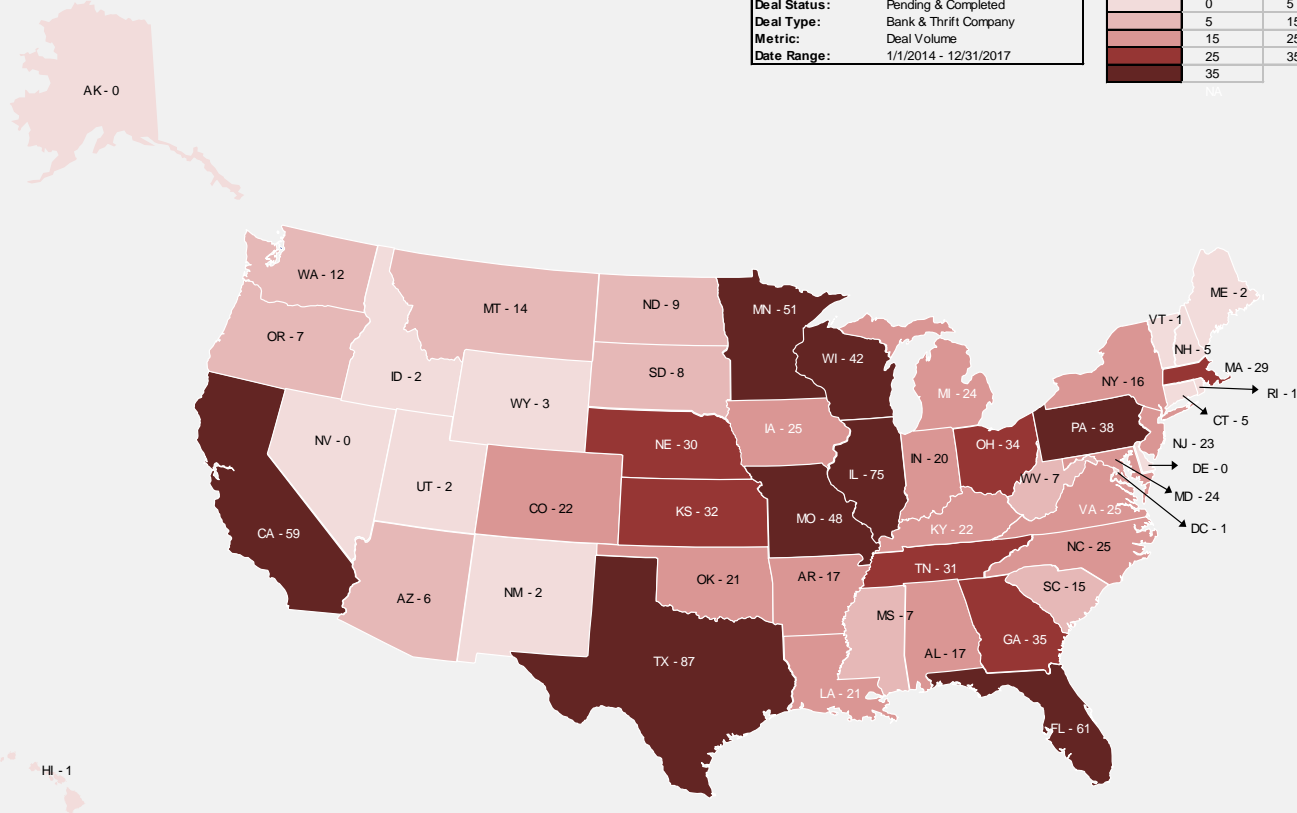 Deal Status: Pending & Completed
Deal Type: Bank & Thrift Company
Metric: Deal Volume
Date Range: 1/1/2014 - 12/31/2017
0 5
5 15
15 25
25 35
35
NA
AK - 0
WA - 12
MT - 14
ND - 9
MN - 51
ME - 2
VT - 1
OR - 7
NH - 5
WI - 42
MA - 29
ID - 2
SD - 8
NY - 16
RI - 1
WY - 3
MI - 24
CT - 5
IA - 25
PA - 38
NV - 0
NE - 30
OH - 34
NJ - 23
IN - 20
DE - 0
UT - 2
IL - 75
WV - 7
MD - 24
CO - 22
KS - 32
VA - 25
MO - 48
KY - 22
DC - 1
CA - 59
NC - 25
TN - 31
AR - 17
OK - 21
SC - 15
NM - 2
AZ - 6
MS - 7
GA - 35
AL - 17
TX - 87
LA - 21
FL - 61
HI - 1